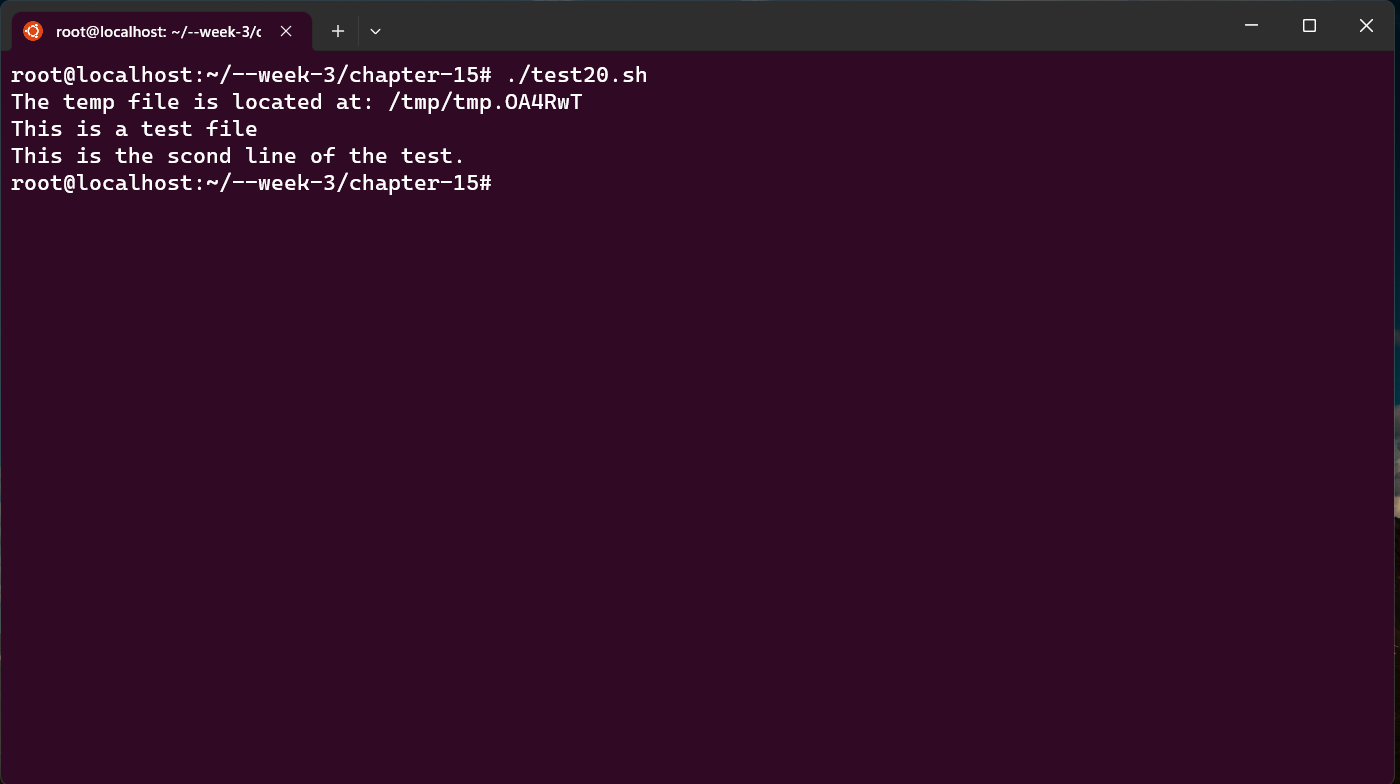 root@localhost: ~/--week-3/c
root@localhost:~/--week-3/chapter-15# ./test20.sh
The temp file is located at: /tmp/tmp.OA4RwT
This is a test file
This is the scond line of the test.
root@localhost:~/--week-3/chapter-15#